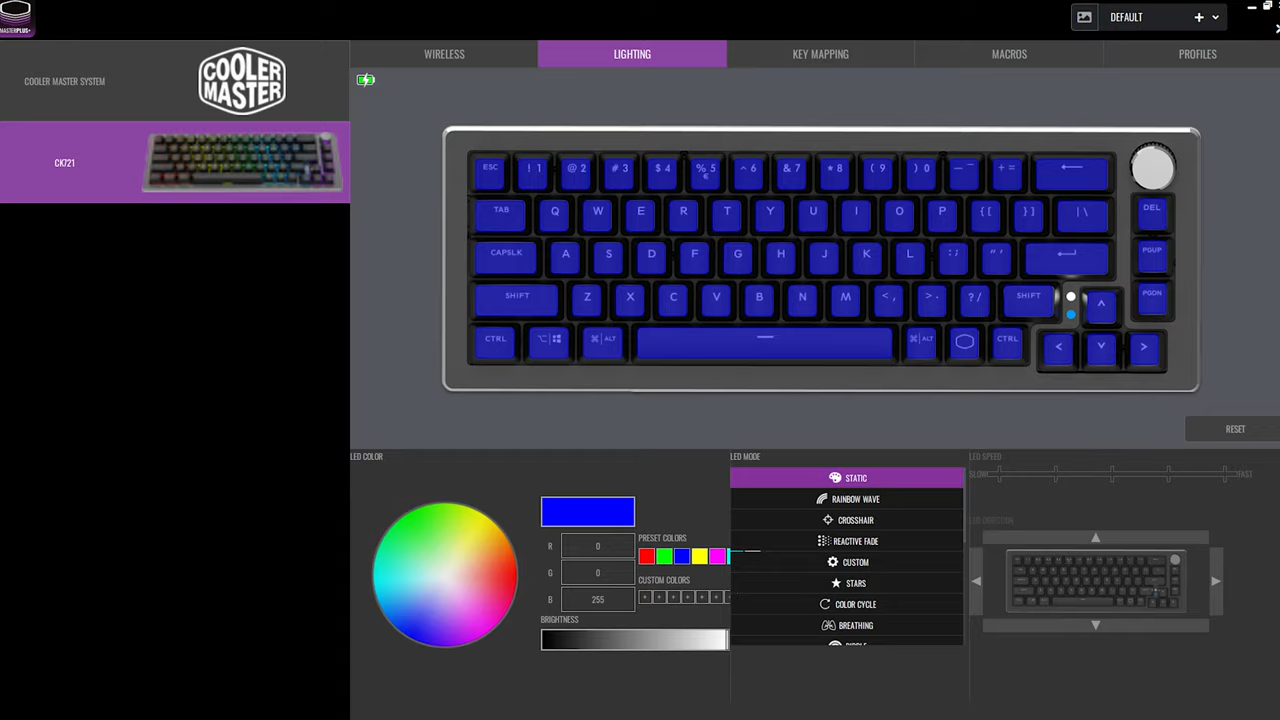 MASTERPLUS+
DEFAULT
COOLER MASTER SYSTEM
COOLER
MASTER
CK721
WIRELESS
LIGHTING
KEY MAPPING
MACROS
PROFILES
ESC ! 1 @ 2 # 3 $ 4 % 5 € ^ 6 & 7 * 8 ( 9 ) 0 — - + =
TAB Q W E R T Y U I O P { [ } ] | \ DEL
CAPSLK A S D F G H J K L : ; " ' PGUP
SHIFT Z X C V B N M < , > . ? / SHIFT PGDN
CTRL ⌥ ⌘ | ALT ⌘ | ALT CTRL
RESET
LED COLOR
R 0
G 0
B 255
PRESET COLORS
CUSTOM COLORS
+ + + + + +
BRIGHTNESS
LED MODE
STATIC
RAINBOW WAVE
CROSSHAIR
REACTIVE FADE
CUSTOM
STARS
COLOR CYCLE
BREATHING
RIPPLE
LED SPEED
SLOW
FAST
LED DIRECTION